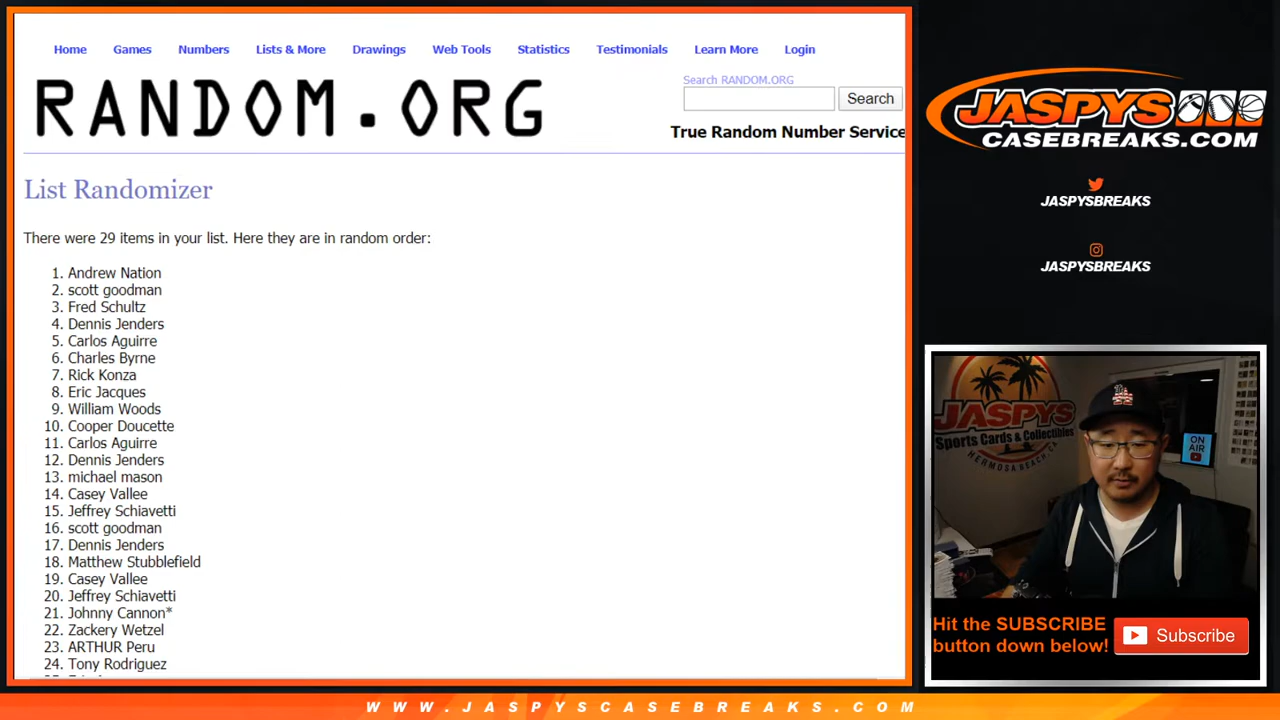 Home Games Numbers Lists & More Drawings Web Tools Statistics Testimonials Learn More Login
RANDOM.ORG
Search RANDOM.ORG
Search
True Random Number Service
List Randomizer
There were 29 items in your list. Here they are in random order:
1. Andrew Nation
2. scott goodman
3. Fred Schultz
4. Dennis Jenders
5. Carlos Aguirre
6. Charles Byrne
7. Rick Konza
8. Eric Jacques
9. William Woods
10. Cooper Doucette
11. Carlos Aguirre
12. Dennis Jenders
13. michael mason
14. Casey Vallee
15. Jeffrey Schiavetti
16. scott goodman
17. Dennis Jenders
18. Matthew Stubblefield
19. Casey Vallee
20. Jeffrey Schiavetti
21. Johnny Cannon*
22. Zackery Wetzel
23. ARTHUR Peru
24. Tony Rodriguez
JASPYS
CASEBREAKS.COM
JASPYSBREAKS
JASPYSBREAKS
JASPYS
Sports Cards & Collectibles
HERMOSA BEACH, CA
ON AIR
Hit the SUBSCRIBE
button down below!
Subscribe
WWW.JASPYSCASEBREAKS.COM